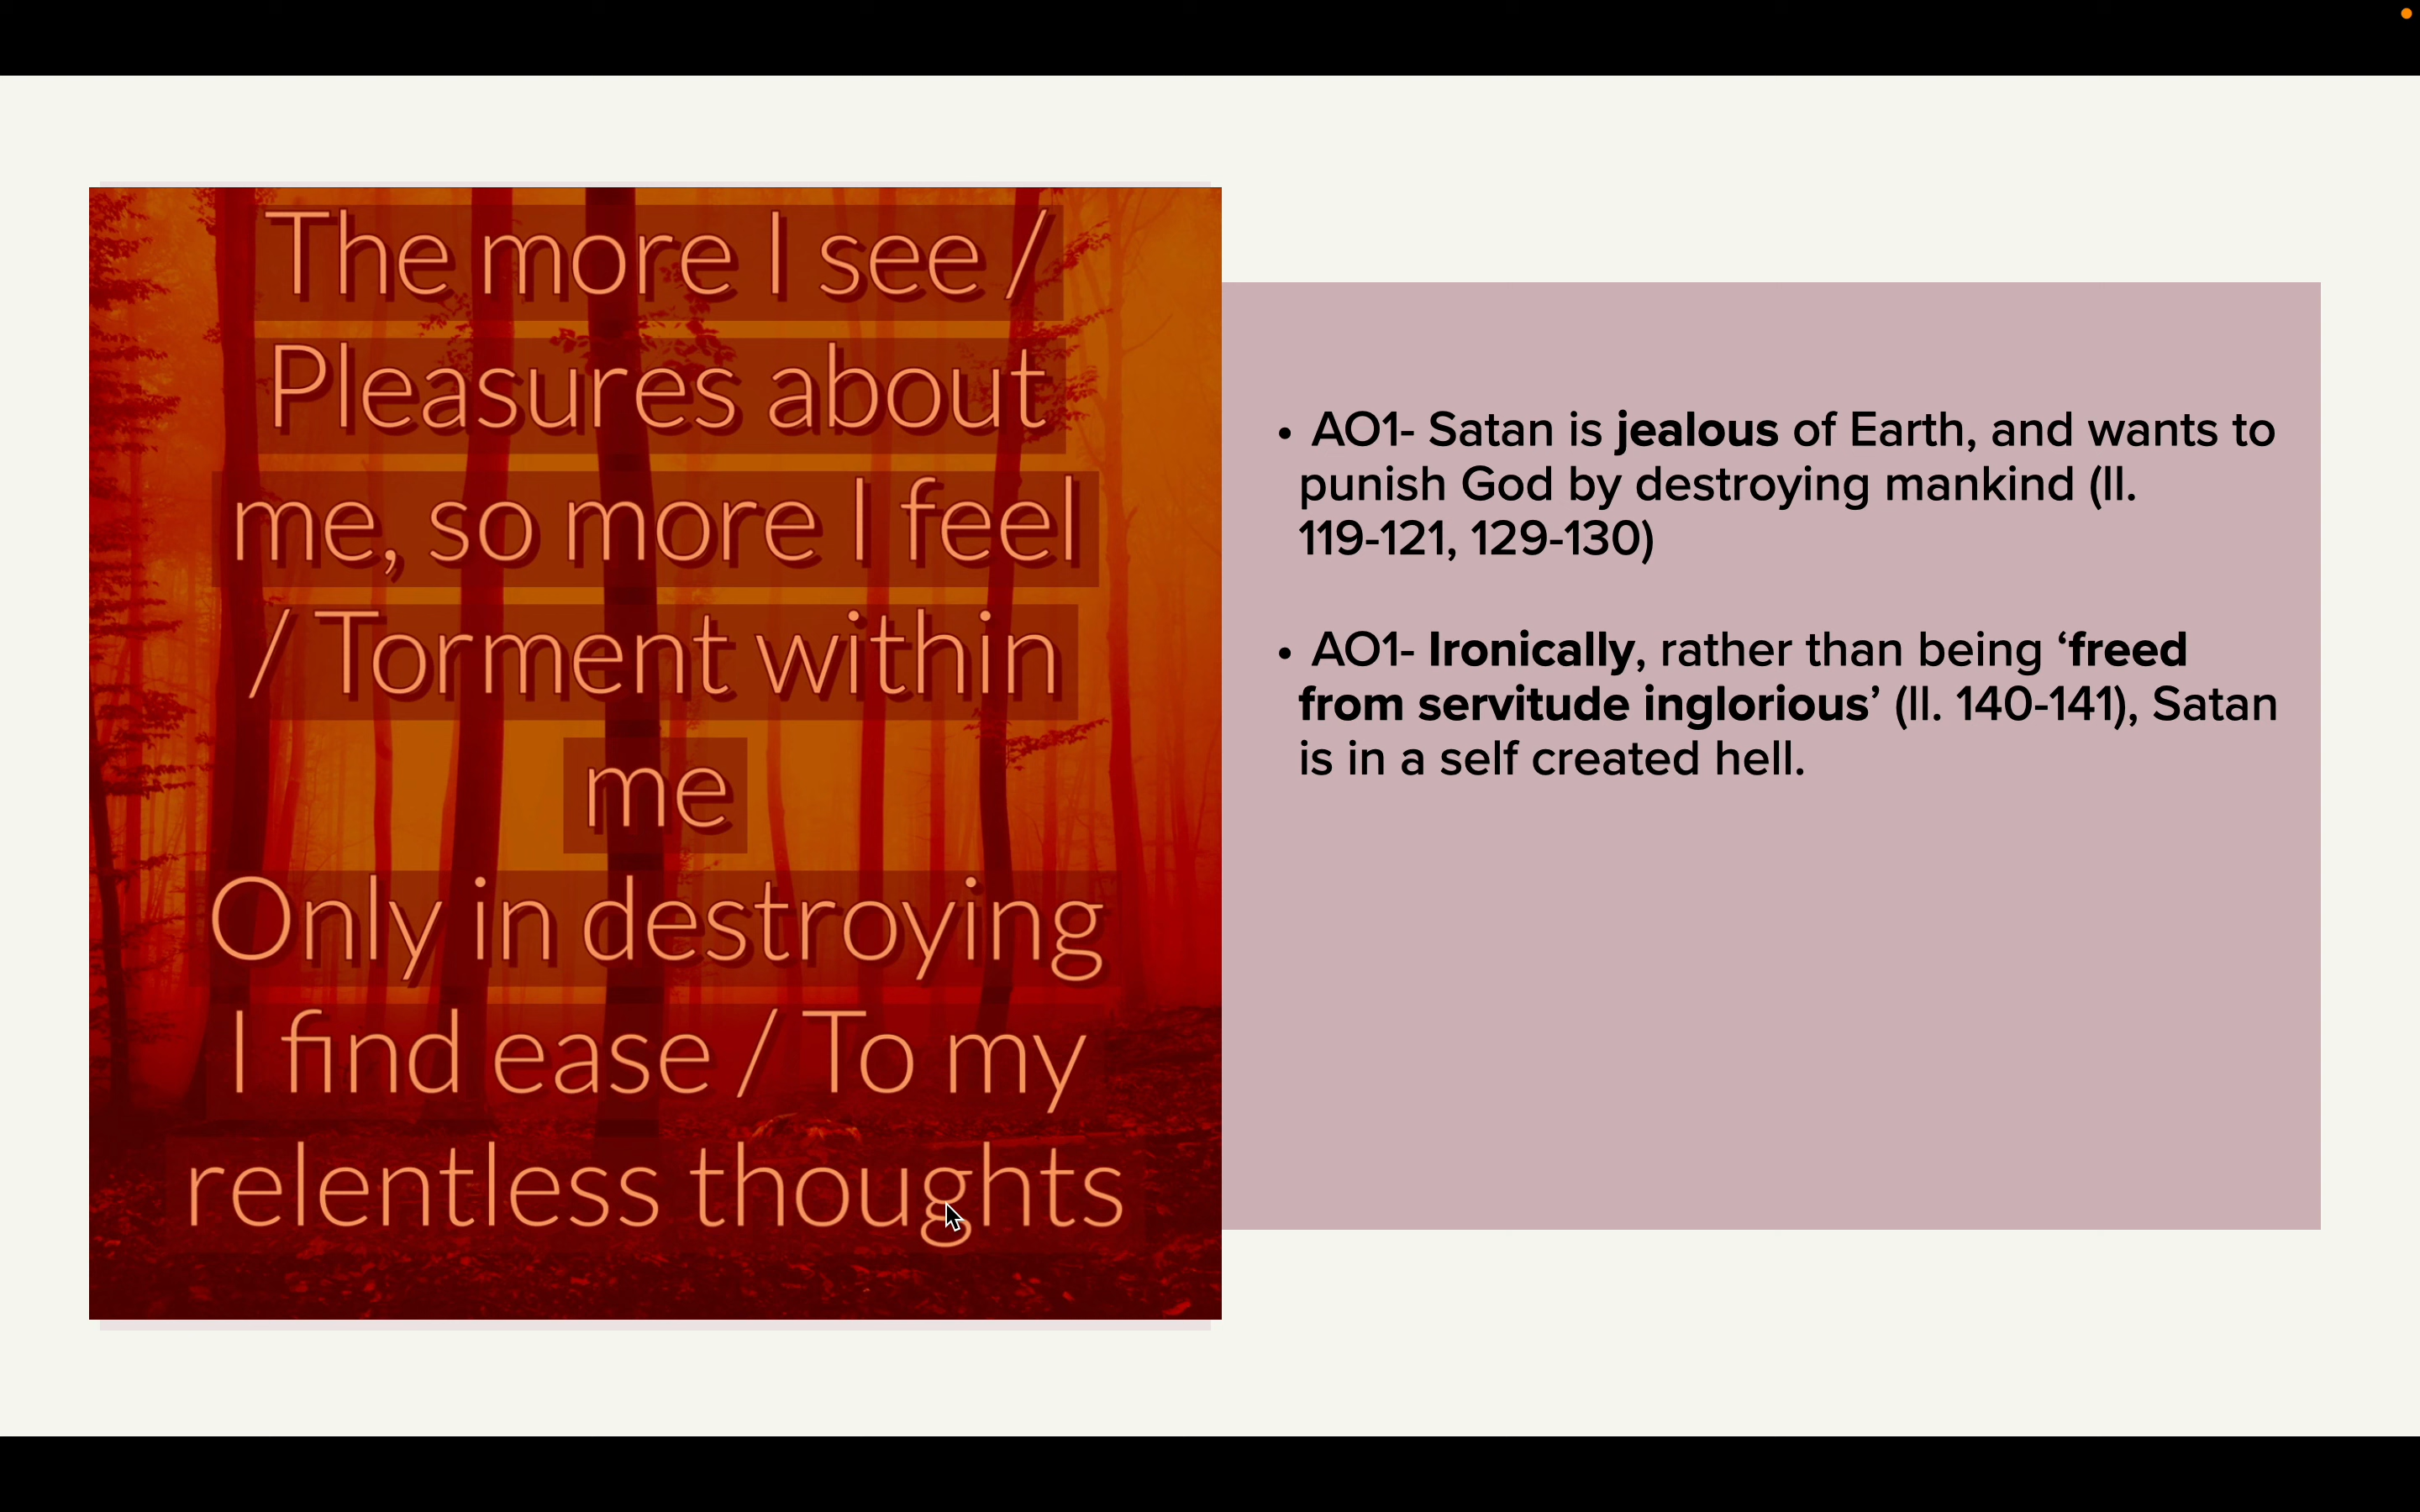 The more I see /
Pleasures about
me, so more I feel
/ Torment within
me
Only in destroying
I find ease / To my
relentless thoughts
• AO1- Satan is jealous of Earth, and wants to
punish God by destroying mankind (ll.
119-121, 129-130)
• AO1- Ironically, rather than being ‘freed
from servitude inglorious’ (ll. 140-141), Satan
is in a self created hell.